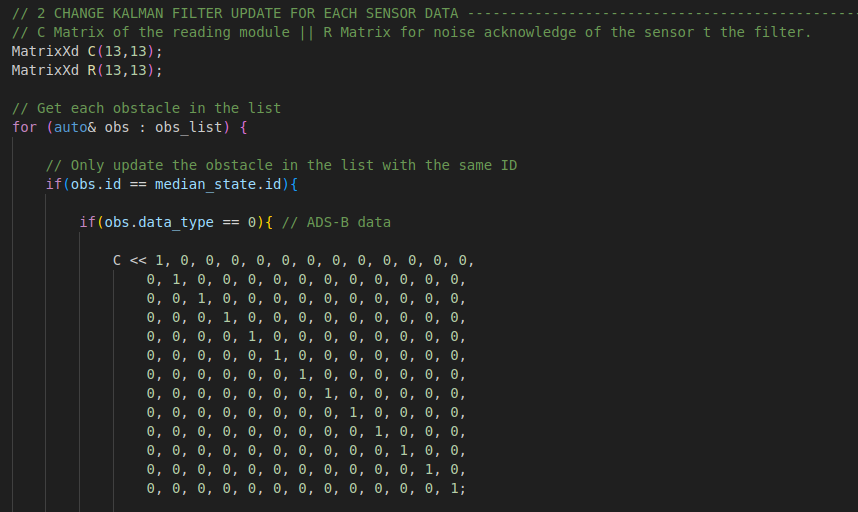 // 2 CHANGE KALMAN FILTER UPDATE FOR EACH SENSOR DATA -----------------------------------------------
// C Matrix of the reading module || R Matrix for noise acknowledge of the sensor t the filter.
MatrixXd C(13,13);
MatrixXd R(13,13);
// Get each obstacle in the list
for (auto& obs : obs_list) {
// Only update the obstacle in the list with the same ID
if(obs.id == median_state.id){
if(obs.data_type == 0){ // ADS-B data
C << 1, 0, 0, 0, 0, 0, 0, 0, 0, 0, 0, 0, 0,
0, 1, 0, 0, 0, 0, 0, 0, 0, 0, 0, 0, 0,
0, 0, 1, 0, 0, 0, 0, 0, 0, 0, 0, 0, 0,
0, 0, 0, 1, 0, 0, 0, 0, 0, 0, 0, 0, 0,
0, 0, 0, 0, 1, 0, 0, 0, 0, 0, 0, 0, 0,
0, 0, 0, 0, 0, 1, 0, 0, 0, 0, 0, 0, 0,
0, 0, 0, 0, 0, 0, 1, 0, 0, 0, 0, 0, 0,
0, 0, 0, 0, 0, 0, 0, 1, 0, 0, 0, 0, 0,
0, 0, 0, 0, 0, 0, 0, 0, 1, 0, 0, 0, 0,
0, 0, 0, 0, 0, 0, 0, 0, 0, 1, 0, 0, 0,
0, 0, 0, 0, 0, 0, 0, 0, 0, 0, 1, 0, 0,
0, 0, 0, 0, 0, 0, 0, 0, 0, 0, 0, 1, 0,
0, 0, 0, 0, 0, 0, 0, 0, 0, 0, 0, 0, 1;